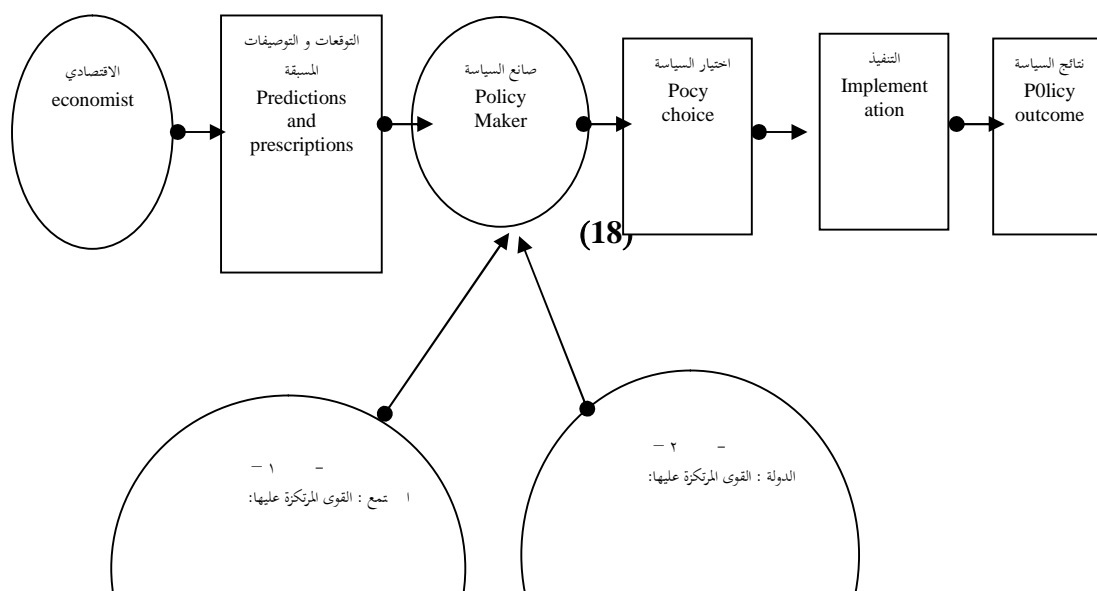 الاقتصادي
economist
التوقعات و التوصيفات
المسبقة
Predictions
and
prescriptions
صانع السياسة
Policy
Maker
اختيار السياسة
Pocy
choice
التنفيذ
Implement
ation
نتائج السياسة
P0licy
outcome
(18)
– ١ –
ا تمع : القوى المرتكزة عليها:
– ٢ –
الدولة : القوى المرتكزة عليها: